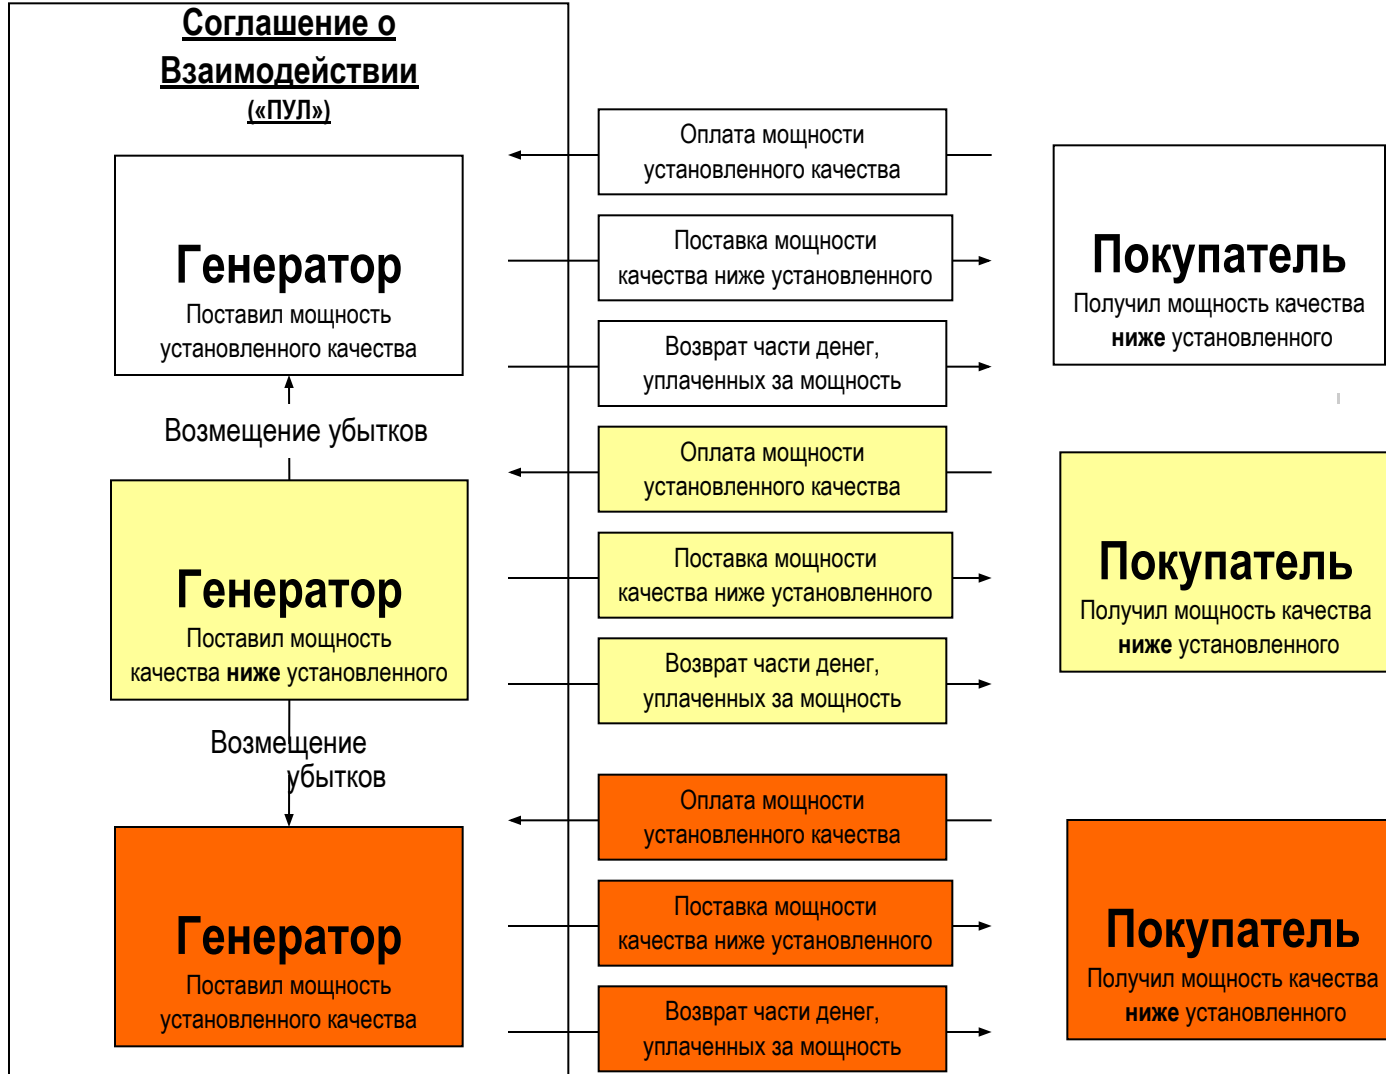 Соглашение о
Взаимодействии
(«ПУЛ»)
Генератор
Поставил мощность
установленного качества
Оплата мощности
установленного качества
Поставка мощности
качества ниже установленного
Возврат части денег,
уплаченных за мощность
Покупатель
Получил мощность качества
ниже установленного
Возмещение убытков
Генератор
Поставил мощность
качества ниже установленного
Оплата мощности
установленного качества
Поставка мощности
качества ниже установленного
Возврат части денег,
уплаченных за мощность
Покупатель
Получил мощность качества
ниже установленного
Возмещение
убытков
Генератор
Поставил мощность
установленного качества
Оплата мощности
установленного качества
Поставка мощности
качества ниже установленного
Возврат части денег,
уплаченных за мощность
Покупатель
Получил мощность качества
ниже установленного